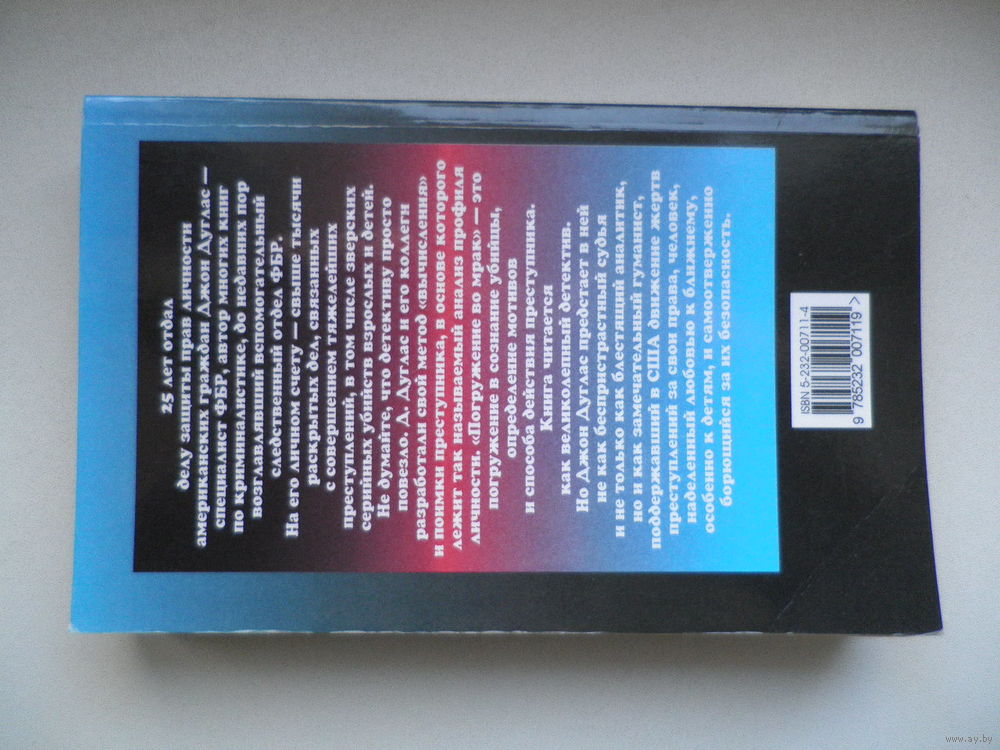 25 лет отдал
делу защиты прав личности
американских граждан Джон Дуглас —
специалист ФБР, автор многих книг
по криминалистике, до недавних пор
возглавлявший вспомогательный
следственный отдел ФБР.
На его личном счету — свыше тысячи
раскрытых дел, связанных
с совершением тяжелейших
преступлений, в том числе зверских
серийных убийств взрослых и детей.
Не думайте, что детективу просто
повезло. Д. Дуглас и его коллеги
разработали свой метод «вычисления»
и поимки преступника, в основе которого
лежит так называемый анализ профиля
личности. «Погружение во мрак» — это
погружение в сознание убийцы,
определение мотивов
и способа действия преступника.
Книга читается
как великолепный детектив.
Но Джон Дуглас предстает в ней
не как беспристрастный судья
и не только как блестящий аналитик,
но и как замечательный гуманист,
поддержавший в США движение жертв
преступлений за свои права, человек,
наделенный любовью к ближнему,
особенно к детям, и самоотверженно
борющийся за их безопасность.
ISBN 5-232-00711-4
9 785232 007119 >
www.ay.by